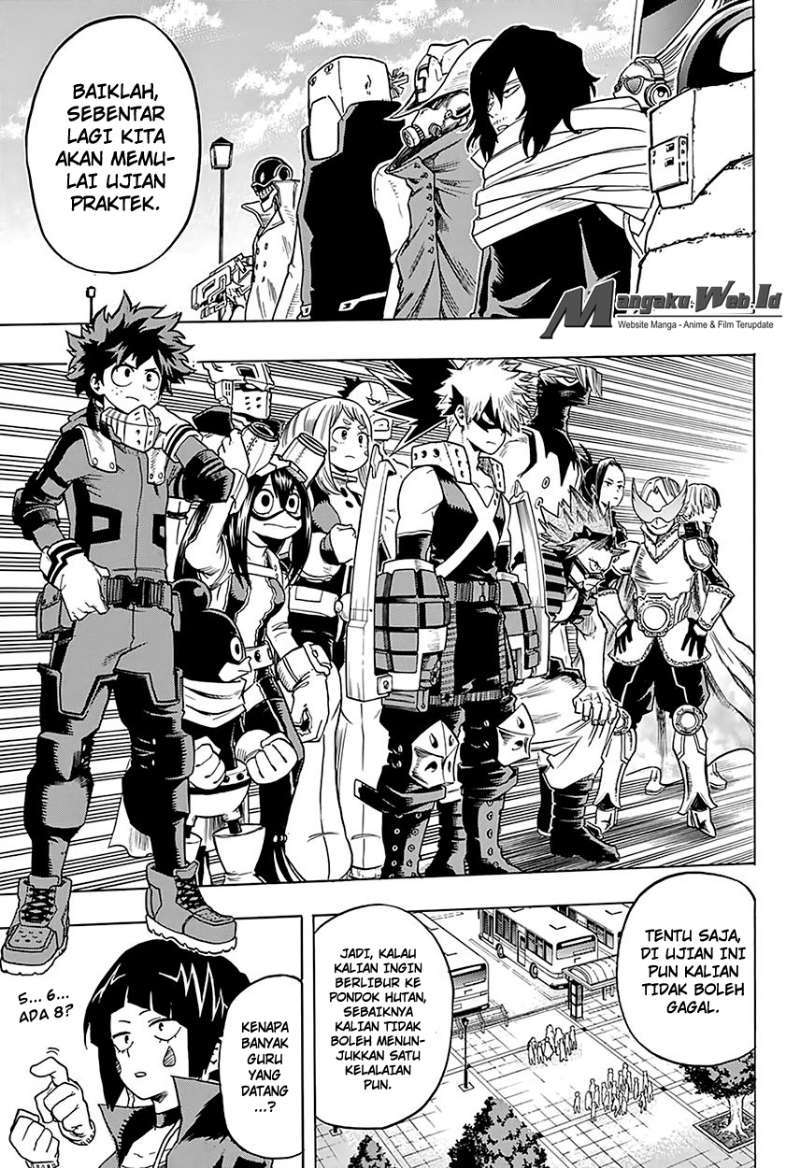 BAIKLAH,
SEBENTAR
LAGI KITA
AKAN MEMU-
LAI UJIAN
PRAKTEK.
Mangaku.Web.Id
Website Manga - Anime & Film Terupdate
TENTU SAJA,
DI UJIAN INI
PUN KALIAN
TIDAK BOLEH
GAGAL.
JADI, KALAU
KALIAN INGIN
BERLIBUR KE
PONDOK HUTAN,
SEBAIKNYA
KALIAN TIDAK
BOLEH MENUN-
JUKKAN SATU
KELALAIAN
PUN.
KENAPA
BANYAK
GURU
YANG
DATANG
...?
5... 6...
ADA 8?